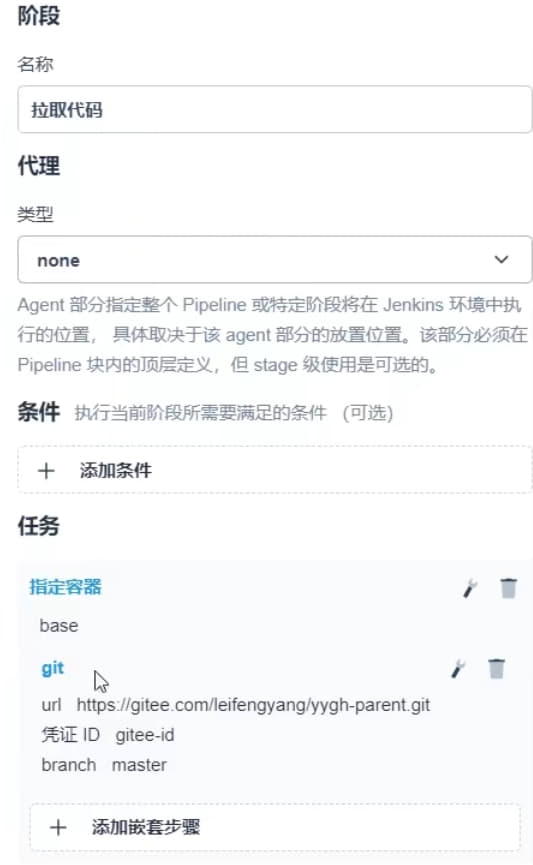 阶段
名称
拉取代码
代理
类型
none
Agent 部分指定整个 Pipeline 或特定阶段将在 Jenkins 环境中执
行的位置， 具体取决于该 agent 部分的放置位置。该部分必须在
Pipeline 块内的顶层定义，但 stage 级使用是可选的。
条件 执行当前阶段所需要满足的条件 （可选）
添加条件
任务
指定容器
base
git
url https://gitee.com/leifengyang/yygh-parent.git
凭证 ID gitee-id
branch master
添加嵌套步骤